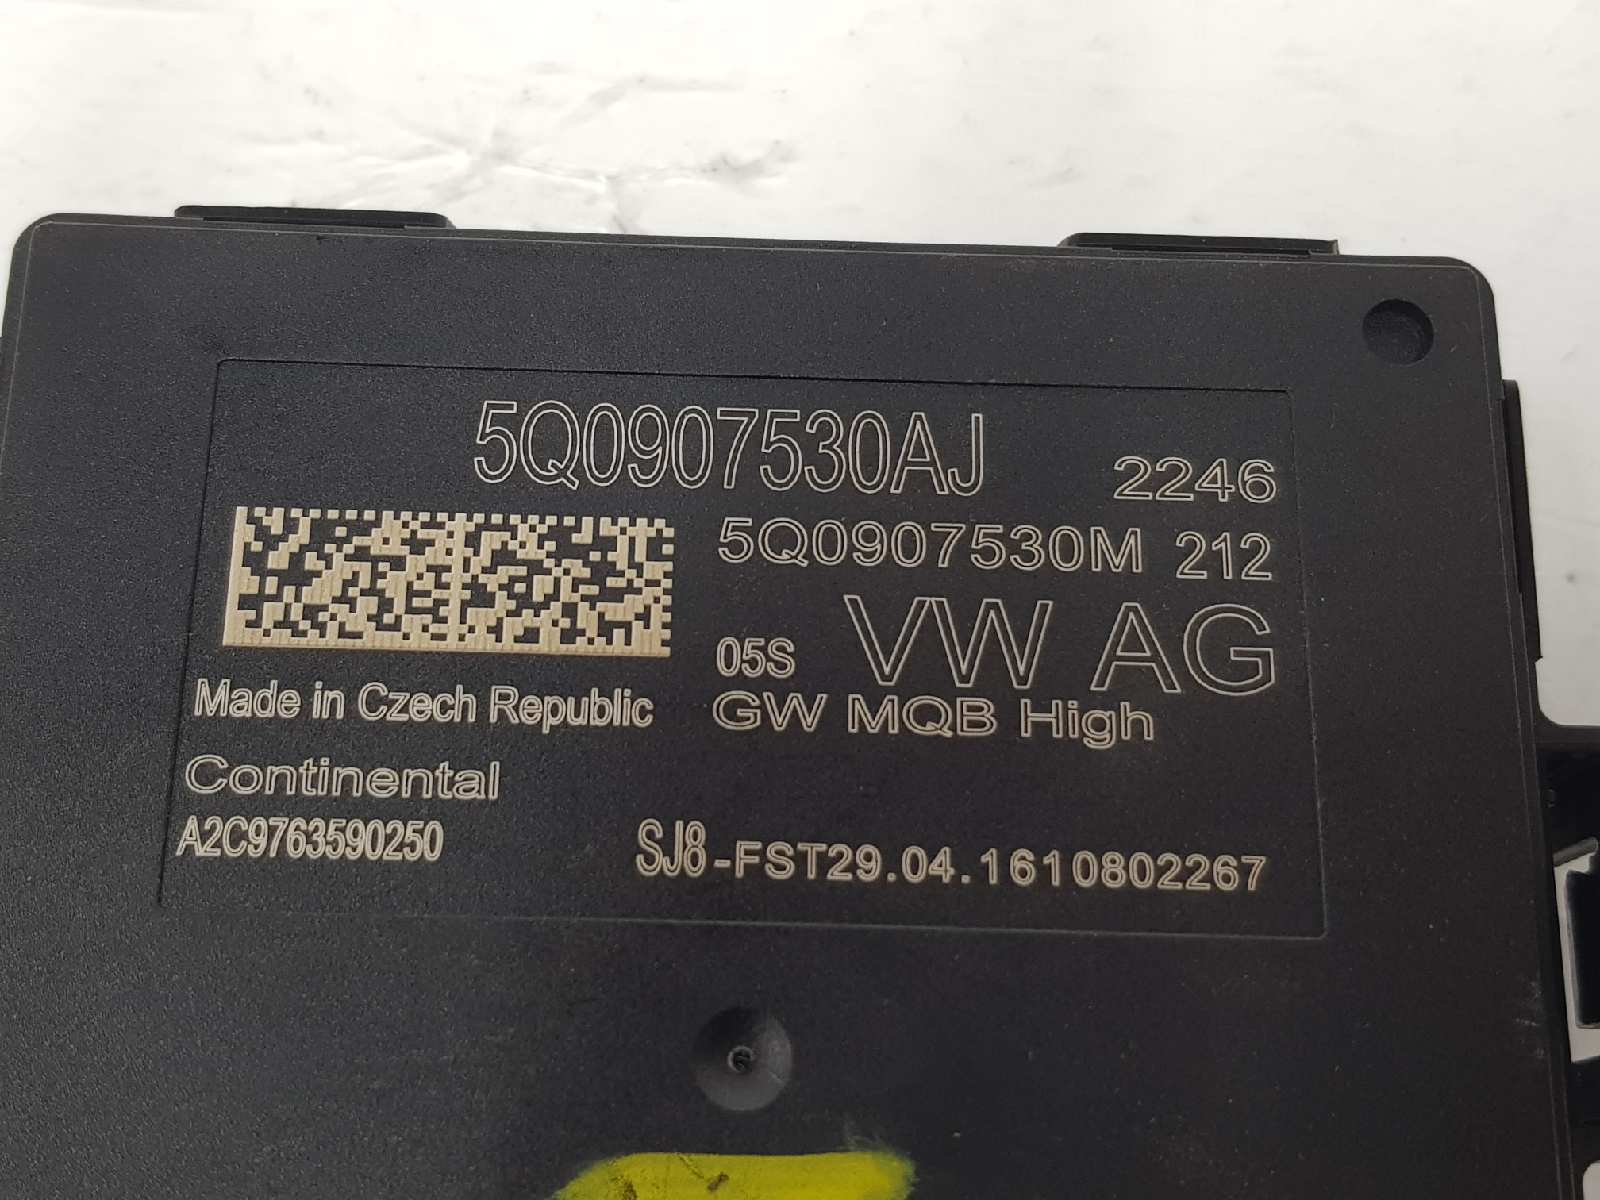 5Q0907530AJ 2246
5Q0907530M 212
05S VW AG
Made in Czech Republic GW MQB High
Continental
A2C9763590250 SJ8-FST29.04.1610802267